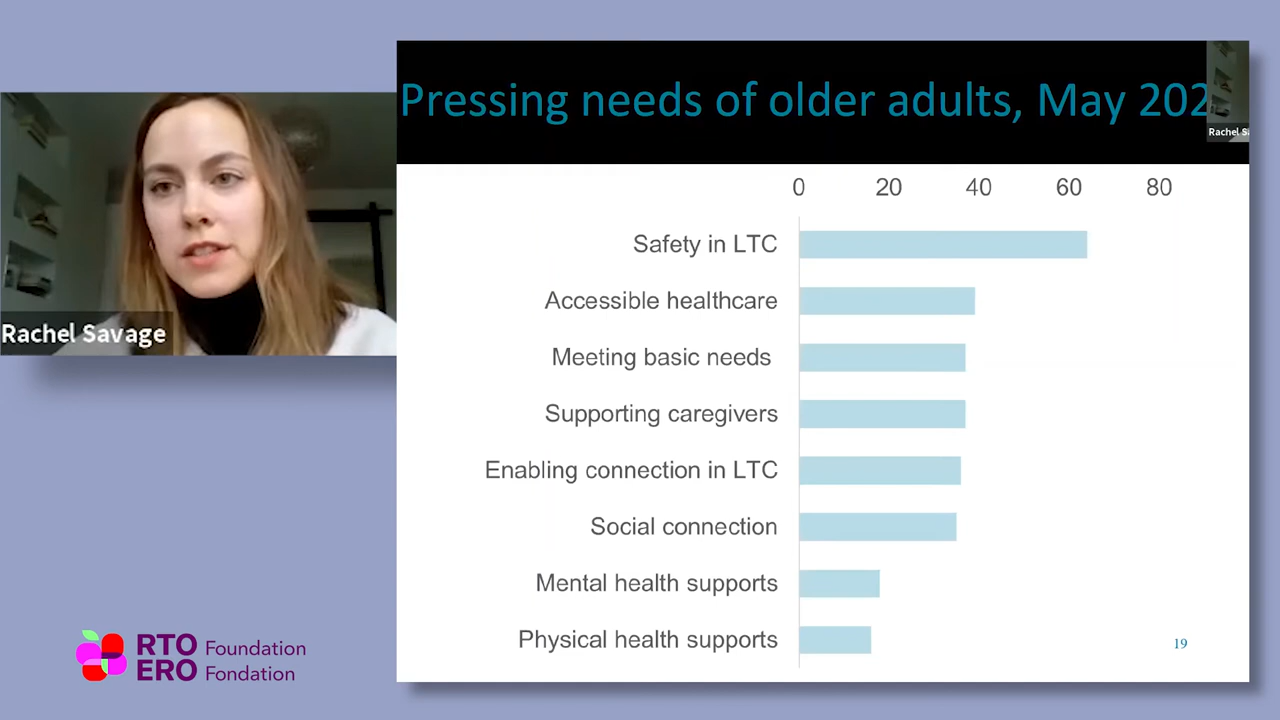 Pressing needs of older adults, May 202
Rachel S
0 20 40 60 80
Safety in LTC
Accessible healthcare
Meeting basic needs
Supporting caregivers
Enabling connection in LTC
Social connection
Mental health supports
Physical health supports
19
Rachel Savage
RTO Foundation
ERO Fondation